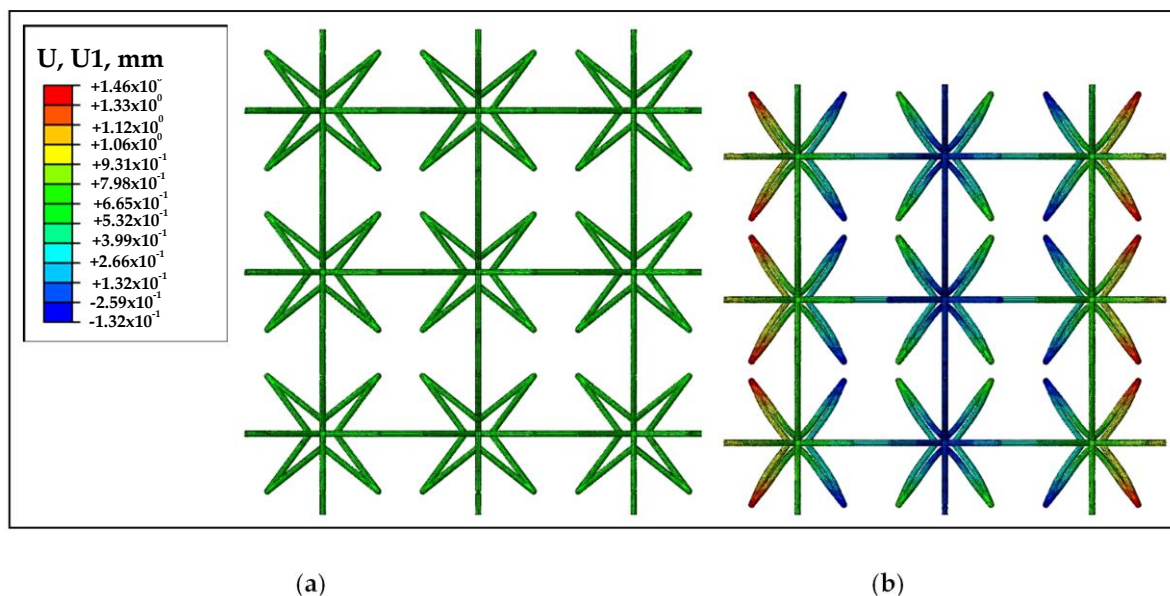 U, U1, mm
+1.46x10
+1.33x10⁰
+1.12x10⁰
+1.06x10⁰
+9.31x10⁻¹
+7.98x10⁻¹
+6.65x10⁻¹
+5.32x10⁻¹
+3.99x10⁻¹
+2.66x10⁻¹
+1.32x10⁻¹
-2.59x10⁻¹
-1.32x10⁻¹
(a) (b)